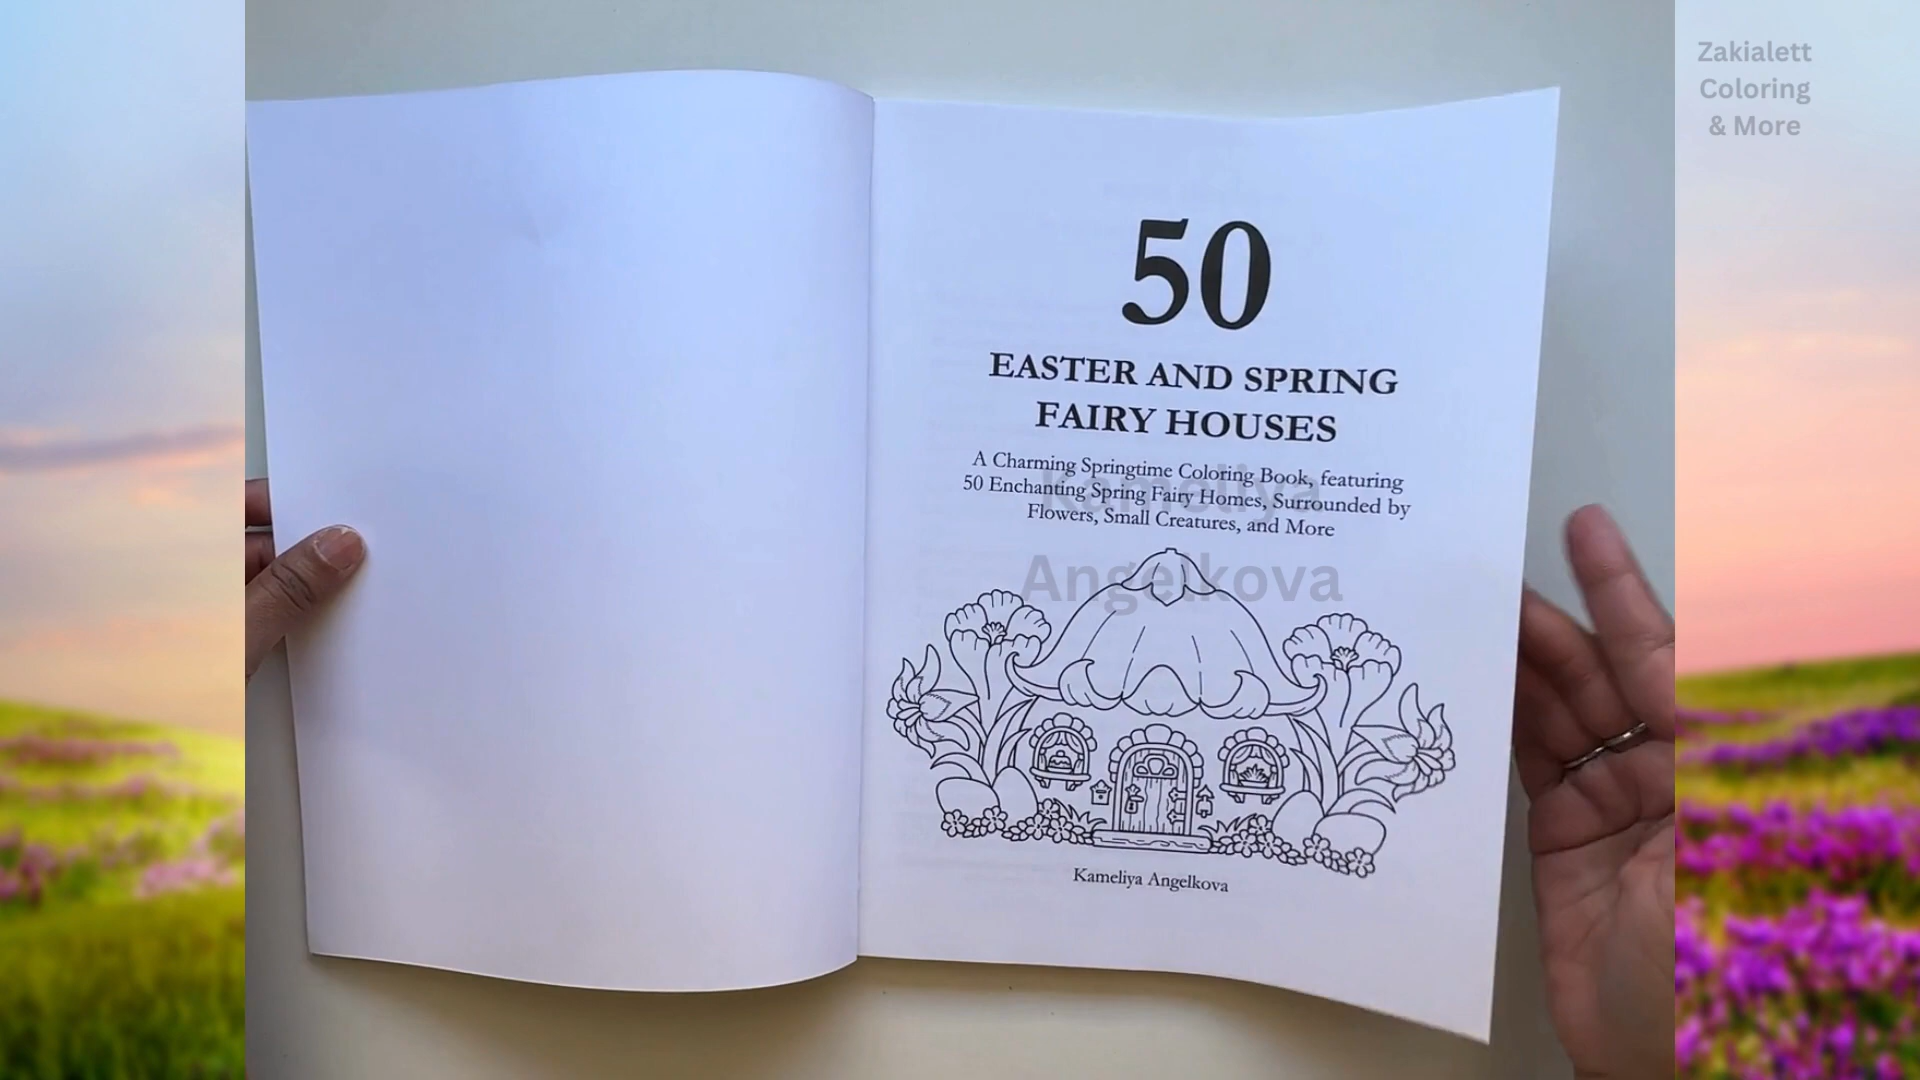 Zakialett
Coloring
& More
50
EASTER AND SPRING
FAIRY HOUSES
A Charming Springtime Coloring Book, featuring
50 Enchanting Spring Fairy Homes, Surrounded by
Flowers, Small Creatures, and More
Kameliya
Angelkova
Kameliya Angelkova